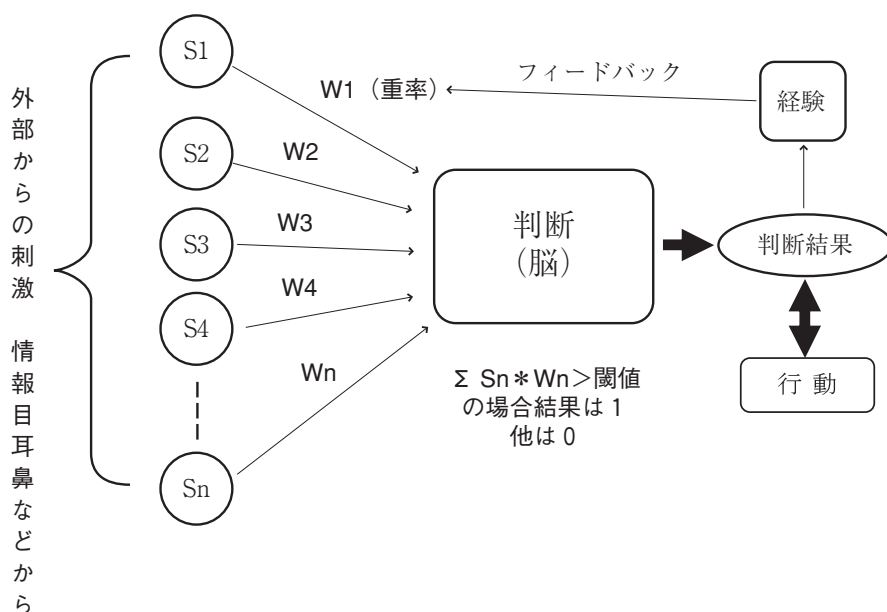 外部からの刺激　情報目耳鼻などから
S1
S2
S3
S4
Sn
W1（重率）
W2
W3
W4
Wn
フィードバック
経験
判断
（脳）
判断結果
行 動
Σ Sn＊Wn＞閾値
の場合結果は 1
他は 0